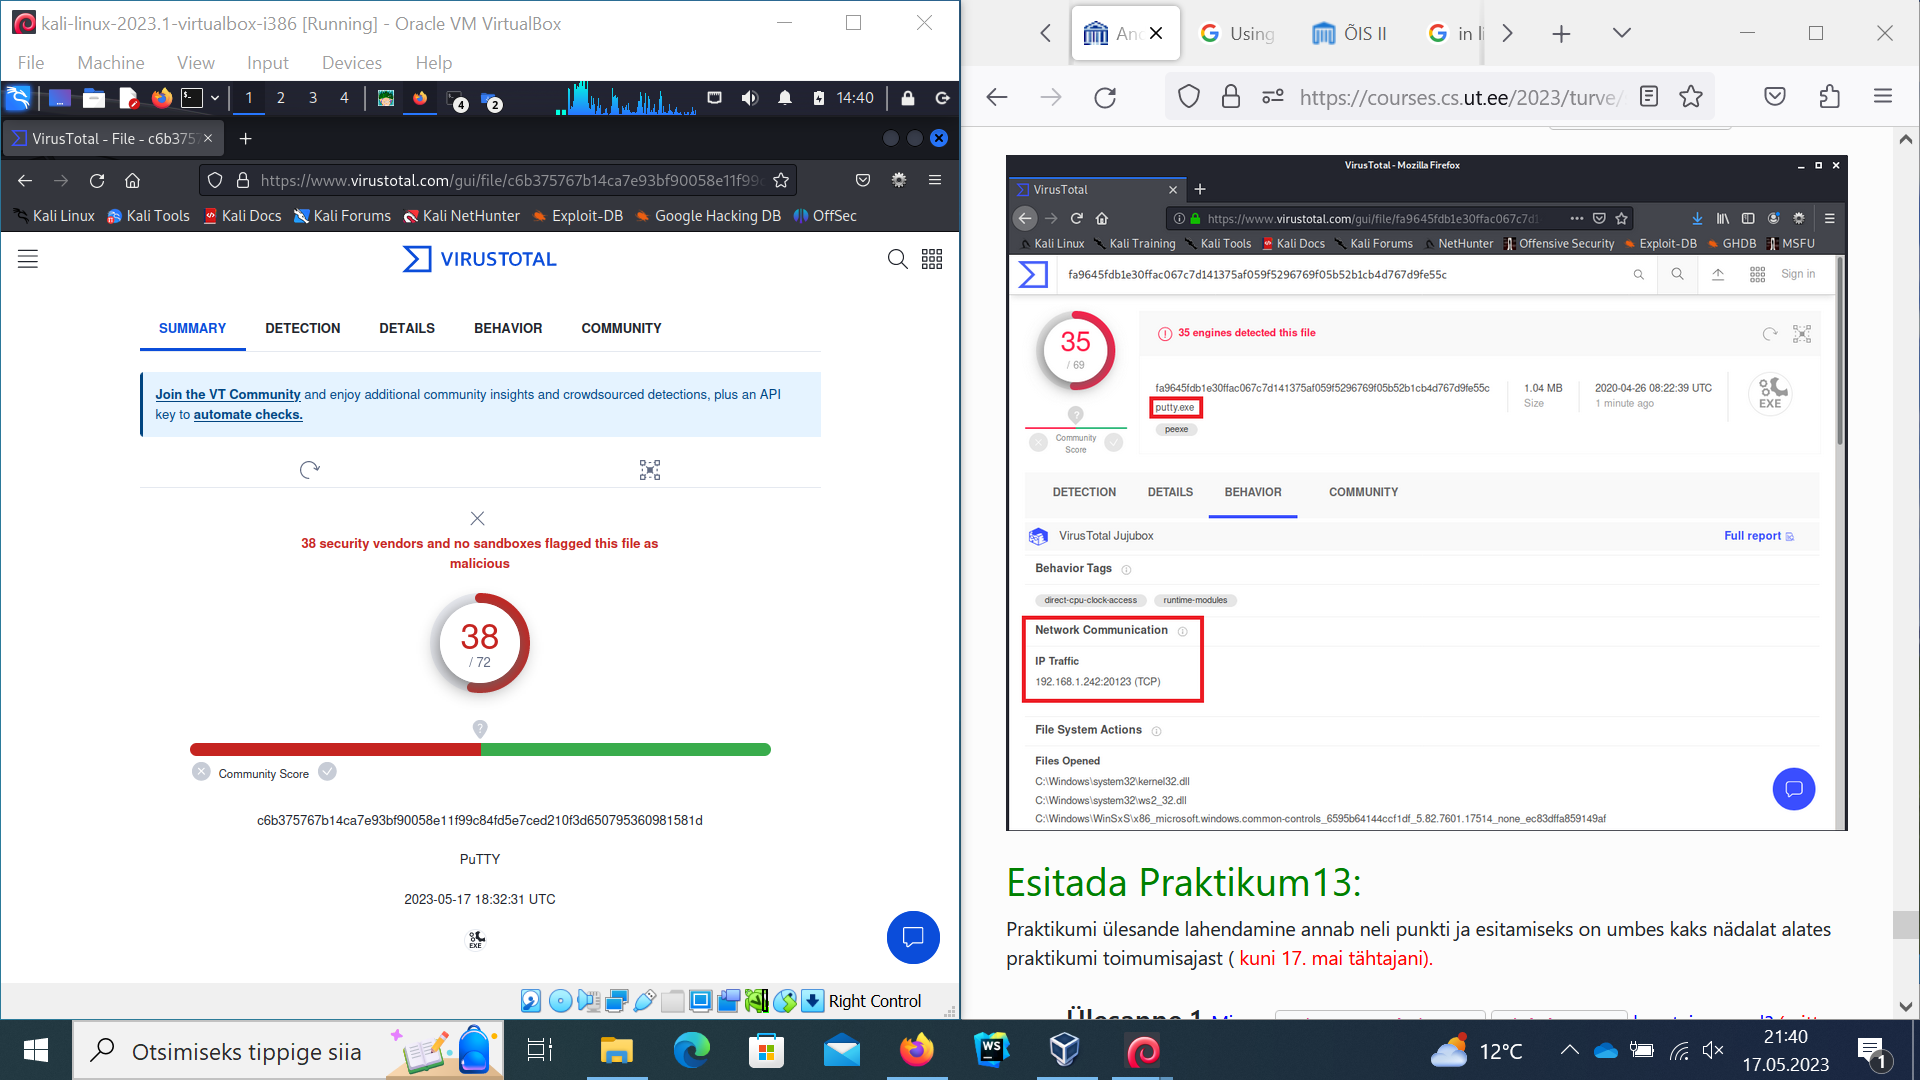 kali-linux-2023.1-virtualbox-i386 [Running] - Oracle VM VirtualBox
File Machine View Input Devices Help
1 2 3 4 4 2 14:40
VirusTotal - File - c6b375
https://www.virustotal.com/gui/file/c6b375767b14ca7e93bf90058e11f99
Kali Linux Kali Tools Kali Docs Kali Forums Kali NetHunter Exploit-DB Google Hacking DB OffSec
VIRUSTOTAL
SUMMARY DETECTION DETAILS BEHAVIOR COMMUNITY
Join the VT Community and enjoy additional community insights and crowdsourced detections, plus an API
key to automate checks.
38 security vendors and no sandboxes flagged this file as
malicious
38
/ 72
?
Community Score
c6b375767b14ca7e93bf90058e11f99c84fd5e7ced210f3d650795360981581d
PuTTY
2023-05-17 18:32:31 UTC
EXE
Right Control
And Using ÕIS II in li
https://courses.cs.ut.ee/2023/turve/
VirusTotal - Mozilla Firefox
VirusTotal
https://www.virustotal.com/gui/file/fa9645fdb1e30ffac067c7d1
Kali Linux Kali Training Kali Tools Kali Docs Kali Forums NetHunter Offensive Security Exploit-DB GHDB MSFU
fa9645fdb1e30ffac067c7d141375af059f5296769f05b52b1cb4d767d9fe55c
Sign in
35
/ 69
35 engines detected this file
fa9645fdb1e30ffac067c7d141375af059f5296769f05b52b1cb4d767d9fe55c
putty.exe
peexe
1.04 MB
Size
2020-04-26 08:22:39 UTC
1 minute ago
EXE
?
Community
Score
DETECTION DETAILS BEHAVIOR COMMUNITY
VirusTotal Jujubox
Full report
Behavior Tags
direct-cpu-clock-access runtime-modules
Network Communication
IP Traffic
192.168.1.242:20123 (TCP)
File System Actions
Files Opened
C:\Windows\system32\kernel32.dll
C:\Windows\system32\ws2_32.dll
C:\Windows\WinSxS\x86_microsoft.windows.common-controls_6595b64144ccf1df_5.82.7601.17514_none_ec83dffa859149af
Esitada Praktikum13:
Praktikumi ülesande lahendamine annab neli punkti ja esitamiseks on umbes kaks nädalat alates
praktikumi toimumisajast ( kuni 17. mai tähtajani).
Ülesanne 1
Otsimiseks tippige siia
WS
12°C
21:40
17.05.2023
1